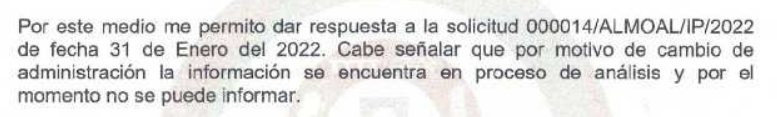 Por este medio me permito dar respuesta a la solicitud 000014/ALMOAL/IP/2022
de fecha 31 de Enero del 2022. Cabe señalar que por motivo de cambio de
administración la información se encuentra en proceso de análisis y por el
momento no se puede informar.